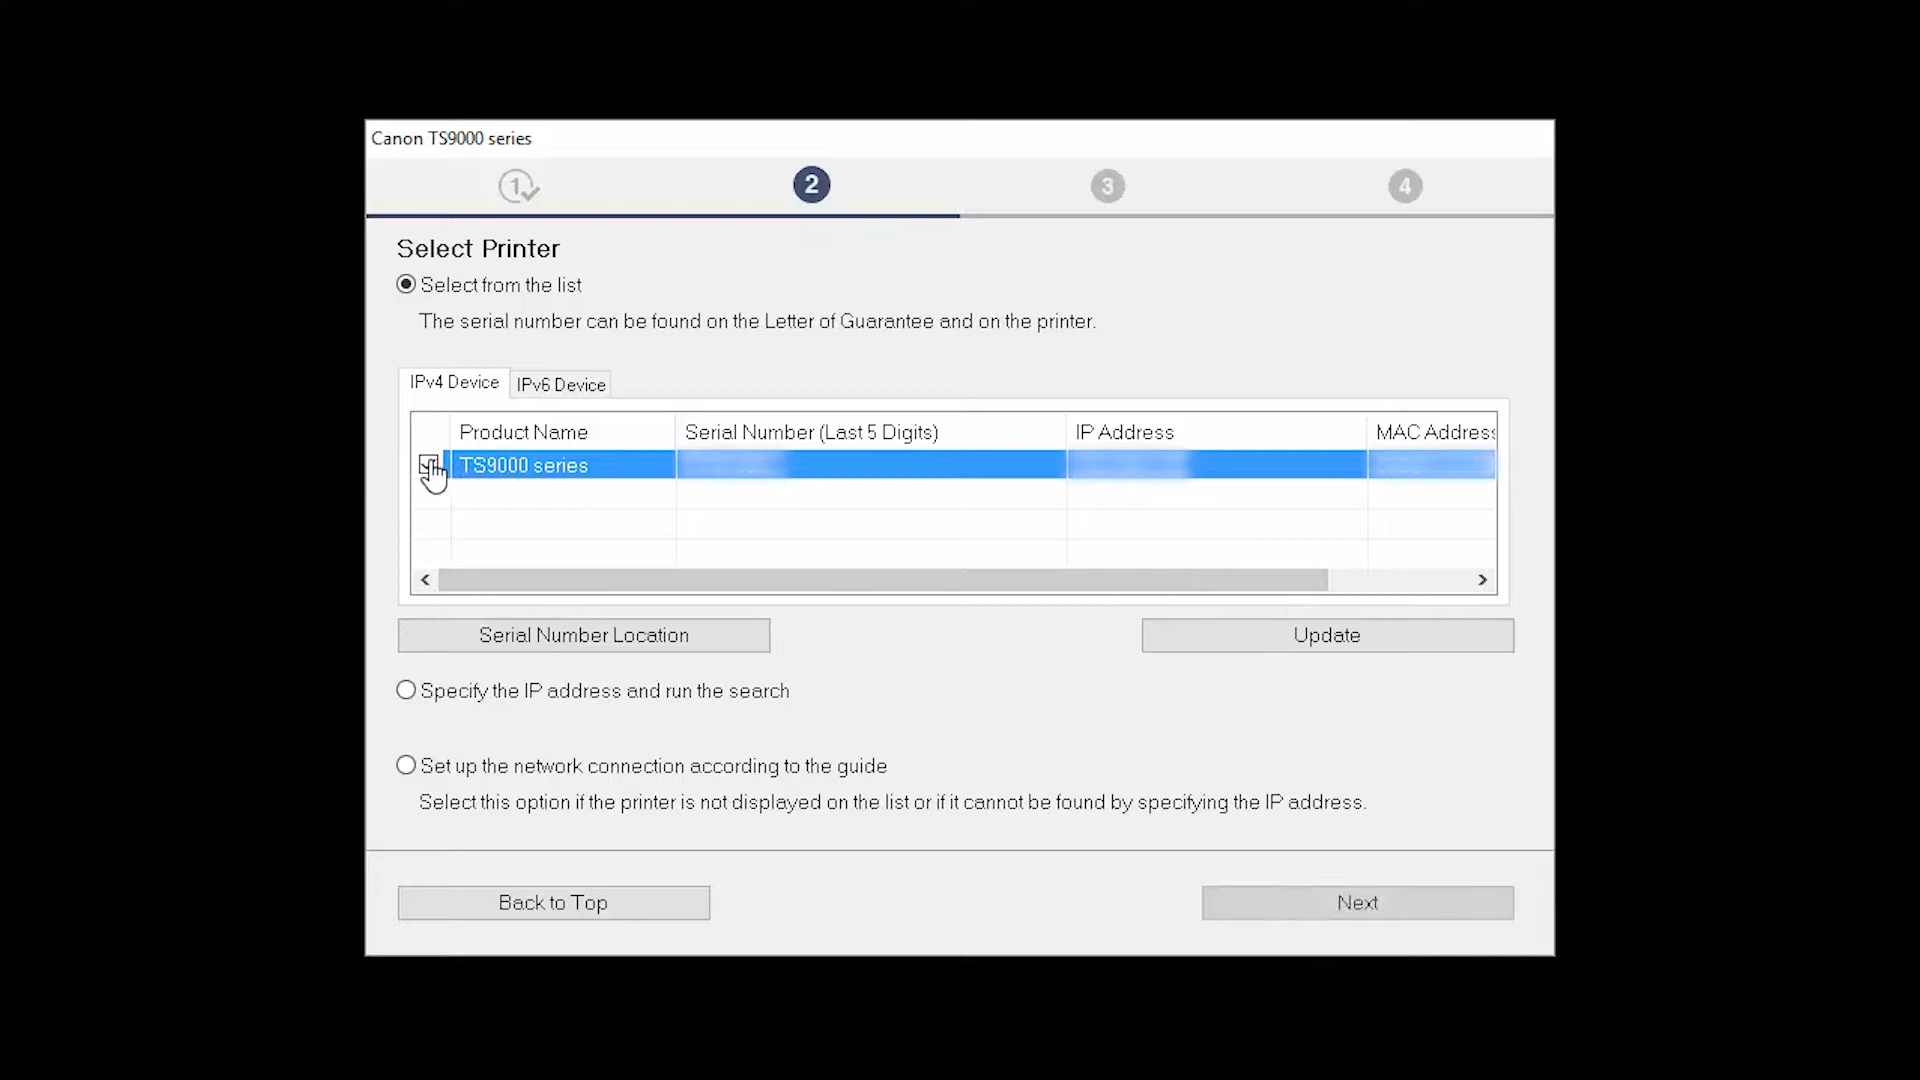 Canon TS9000 series
1 2 3 4
Select Printer
Select from the list
The serial number can be found on the Letter of Guarantee and on the printer.
IPv4 Device IPv6 Device
Product Name Serial Number (Last 5 Digits) IP Address MAC Address
TS9000 series
Serial Number Location Update
Specify the IP address and run the search
Set up the network connection according to the guide
Select this option if the printer is not displayed on the list or if it cannot be found by specifying the IP address.
Back to Top Next